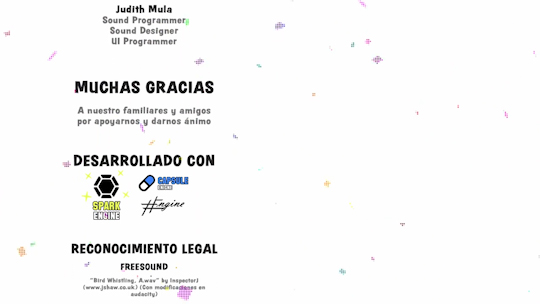 Judith Mula
Sound Programmer
Sound Designer
UI Programmer
MUCHAS GRACIAS
A nuestro familiares y amigos
por apoyarnos y darnos ánimo
DESARROLLADO CON
SPARK
ENGINE
CAPSULE
ENGINE
Hengine
RECONOCIMIENTO LEGAL
FREESOUND
"Bird Whistling, A.wav" by InspectorJ
(www.jshaw.co.uk) (Con modificaciones en
audacity)